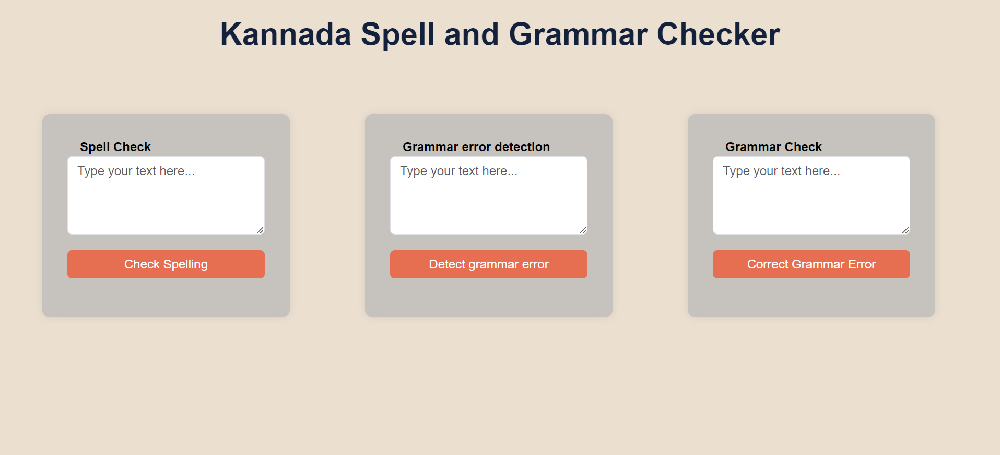 Kannada Spell and Grammar Checker
Spell Check
Type your text here...
Check Spelling
Grammar error detection
Type your text here...
Detect grammar error
Grammar Check
Type your text here...
Correct Grammar Error